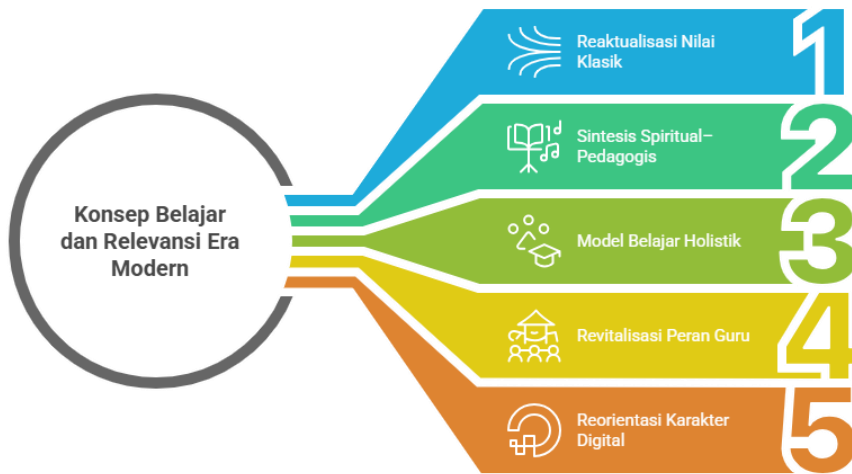 Konsep Belajar
dan Relevansi Era
Modern
Reaktualisasi Nilai
Klasik
1
Sintesis Spiritual–
Pedagogis
2
Model Belajar Holistik
3
Revitalisasi Peran Guru
4
Reorientasi Karakter
Digital
5